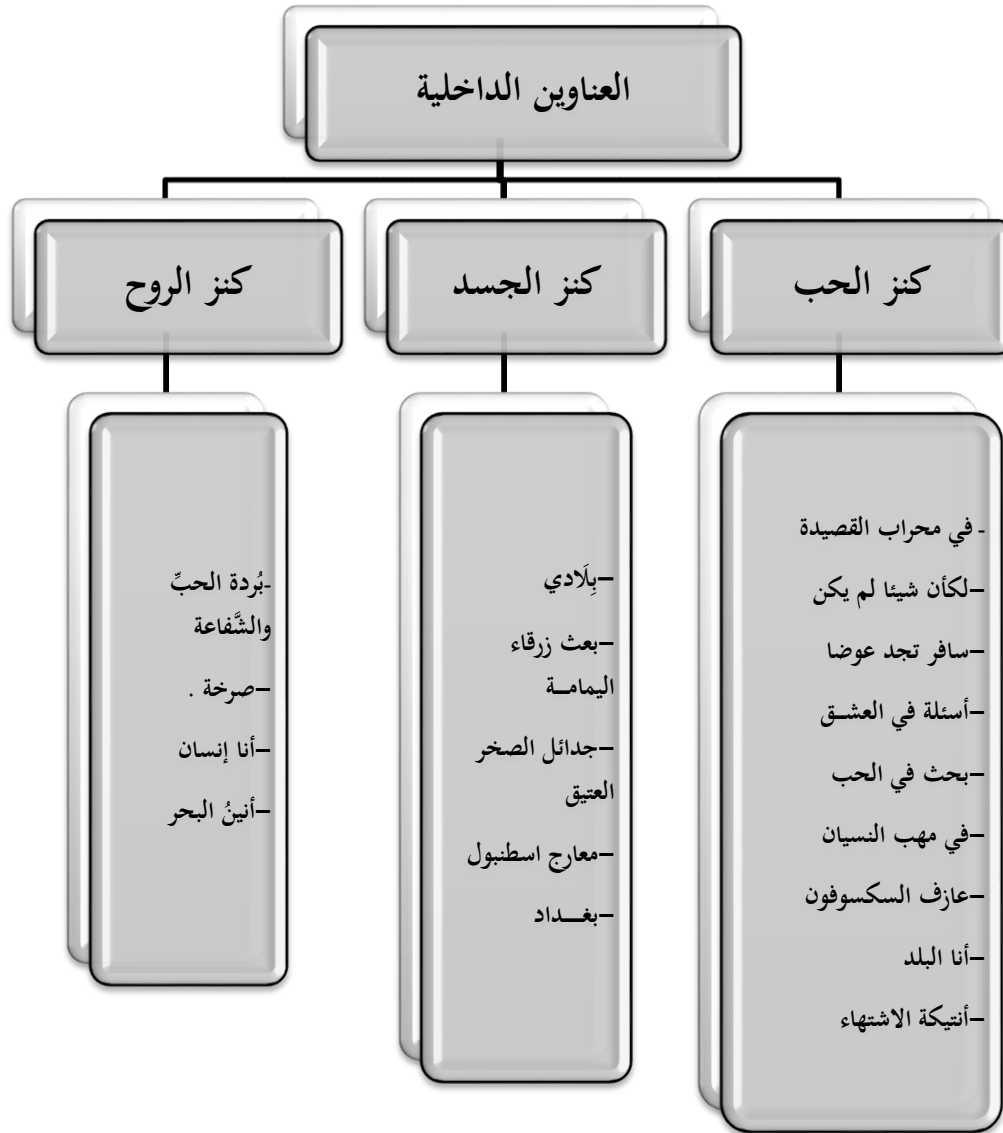 العناوين الداخلية
كنز الحب
كنز الجسد
كنز الروح
- في محراب القصيدة
–لكأن شيئا لم يكن
–سافر تجد عوضا
–أسئلة في العشــق
–بحث في الحب
–في مهب النسيان
–عازف السكسوفون
–أنا البلد
–أنتيكة الاشتهاء
–بِلَادي
–بعث زرقاء
اليمامــة
–جدائل الصخر
العتيق
–معارج اسطنبول
–بغـــداد
-بُردة الحبِّ
والشَّفاعة
–صرخة .
–أنا إنسان
–أنينُ البحر